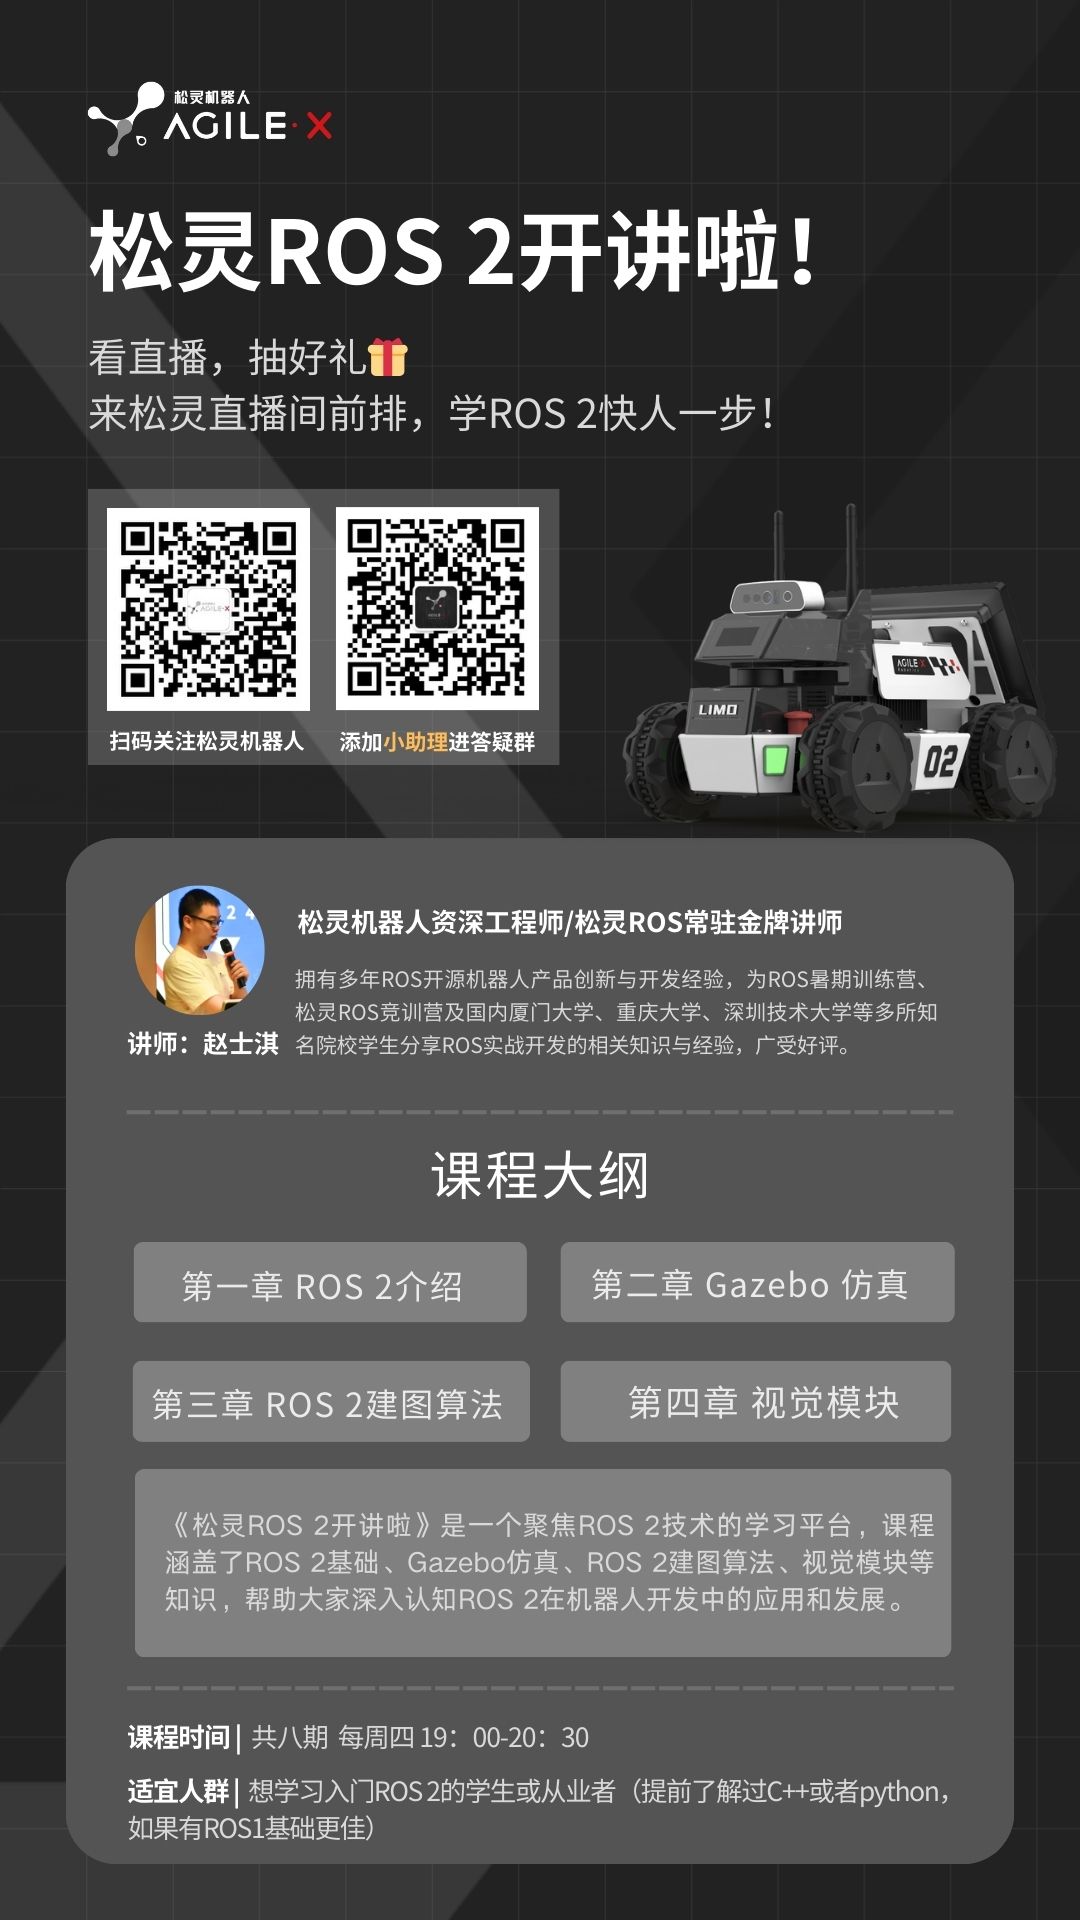 松灵机器人
AGILE·X
松灵ROS 2开讲啦！
看直播，抽好礼🎁
来松灵直播间前排，学ROS 2快人一步！
扫码关注松灵机器人
添加小助理进答疑群
LIMO
AGILE·X
02
松灵机器人资深工程师/松灵ROS常驻金牌讲师
拥有多年ROS开源机器人产品创新与开发经验，为ROS暑期训练营、
松灵ROS竞训营及国内厦门大学、重庆大学、深圳技术大学等多所知
名院校学生分享ROS实战开发的相关知识与经验，广受好评。
讲师：赵士淇
课程大纲
第一章 ROS 2介绍
第二章 Gazebo 仿真
第三章 ROS 2建图算法
第四章 视觉模块
《松灵ROS 2开讲啦》是一个聚焦ROS 2技术的学习平台，课程
涵盖了ROS 2基础、Gazebo仿真、ROS 2建图算法、视觉模块等
知识，帮助大家深入认知ROS 2在机器人开发中的应用和发展。
课程时间| 共八期 每周四 19：00-20：30
适宜人群| 想学习入门ROS 2的学生或从业者（提前了解过C++或者python，
如果有ROS1基础更佳）